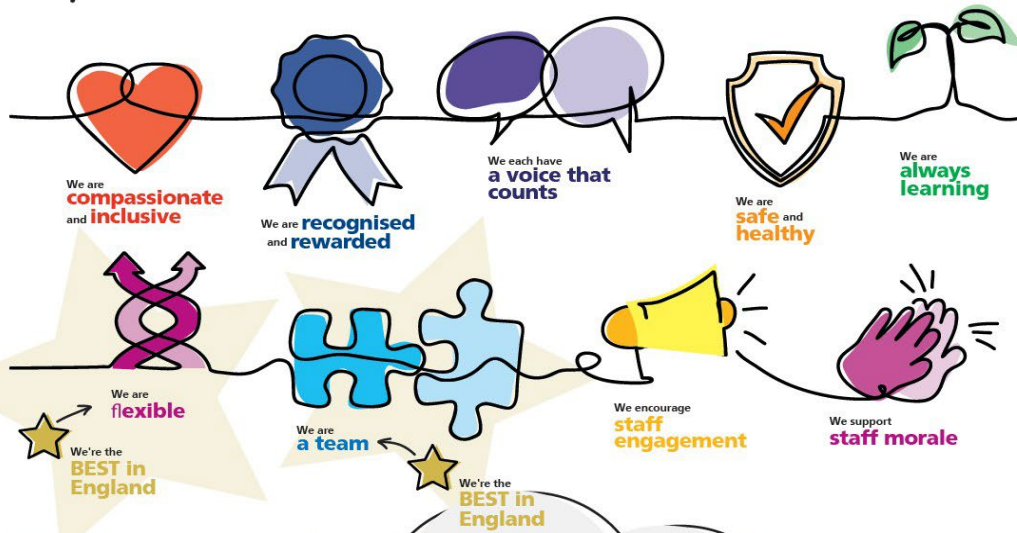 We are
compassionate
and inclusive
We are recognised
and rewarded
We each have
a voice that
counts
We are
safe and
healthy
We are
always
learning
We are
flexible
We're the
BEST in
England
We are
a team
We're the
BEST in
England
We encourage
staff
engagement
We support
staff morale